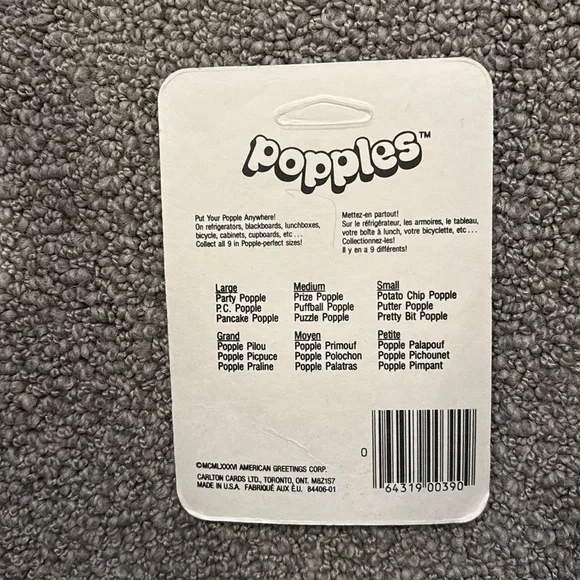 popples™
Put Your Popple Anywhere!
On refrigerators, blackboards, lunchboxes,
bicycle, cabinets, cupboards, etc...
Collect all 9 in Popple-perfect sizes!
Mettez-en partout!
Sur le réfrigérateur, les armoires, le tableau,
votre boîte à lunch, votre bicyclette, etc...
Collectionnez-les!
Il y en a 9 différents!
Large
Party Popple
P.C. Popple
Pancake Popple
Medium
Prize Popple
Puffball Popple
Puzzle Popple
Small
Potato Chip Popple
Putter Popple
Pretty Bit Popple
Grand
Popple Pilou
Popple Picpuce
Popple Praline
Moyen
Popple Primouf
Popple Polochon
Popple Palatras
Petite
Popple Palapouf
Popple Pichounet
Popple Pimpant
©MCMLXXXVI AMERICAN GREETINGS CORP.
CARLTON CARDS LTD., TORONTO, ONT. M8Z1S7
MADE IN U.S.A. FABRIQUÉ AUX É.U. 84406-01
0 64319 00390